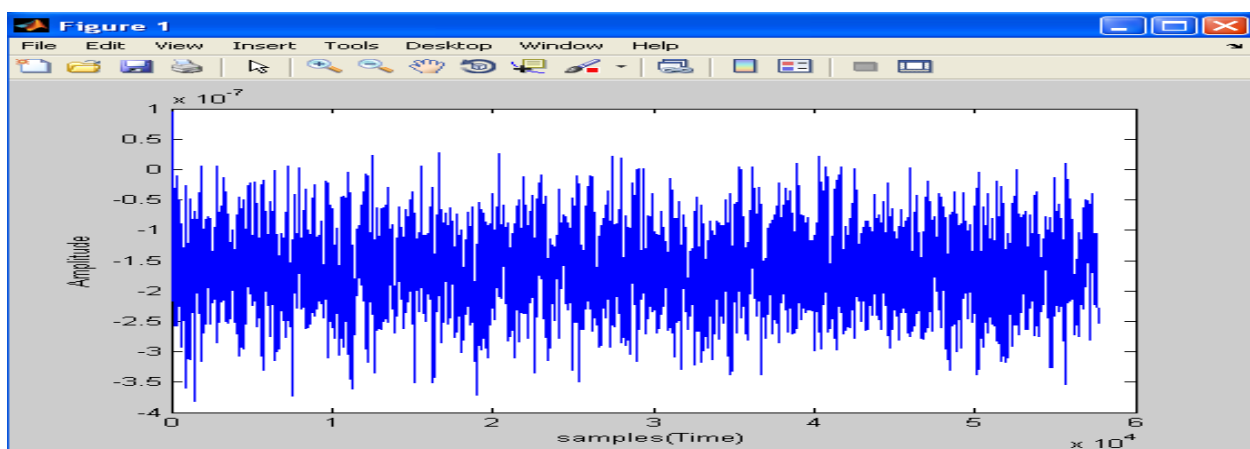 Figure 1
File Edit View Insert Tools Desktop Window Help
x 10-7
1
0.5
0
-0.5
-1
-1.5
-2
-2.5
-3
-3.5
-4
Amplitude
0 1 2 3 4 5 6
samples(Time)
x 10 4